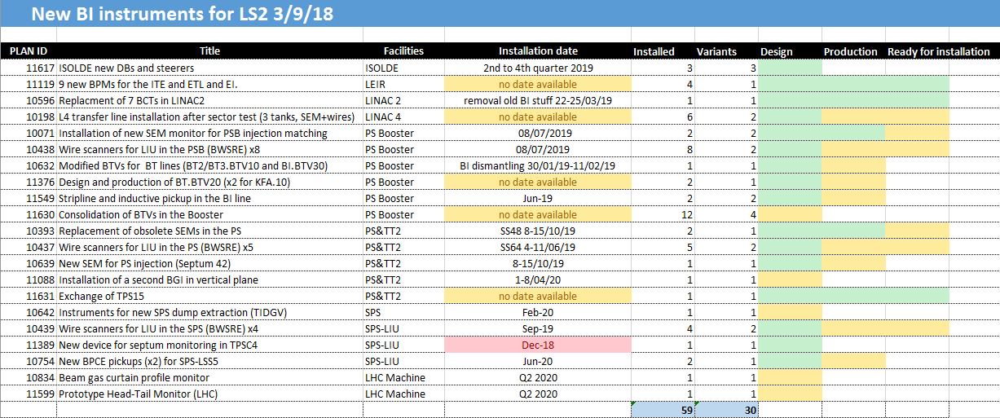 New BI instruments for LS2 3/9/18
PLAN ID Title Facilities Installation date Installed Variants Design Production Ready for installation
11617 ISOLDE new DBs and steerers ISOLDE 2nd to 4th quarter 2019 3 3
11119 9 new BPMs for the ITE and ETL and EI. LEIR no date available 4 1
10596 Replacment of 7 BCTs in LINAC2 LINAC 2 removal old BI stuff 22-25/03/19 1 1
10198 L4 transfer line installation after sector test (3 tanks, SEM+wires) LINAC 4 no date available 6 2
10071 Installation of new SEM monitor for PSB injection matching PS Booster 08/07/2019 2 2
10438 Wire scanners for LIU in the PSB (BWSRE) x8 PS Booster 08/07/2019 8 2
10632 Modified BTVs for BT lines (BT2/BT3.BTV10 and BI.BTV30) PS Booster BI dismantling 30/01/19-11/02/19 1 1
11376 Design and production of BT.BTV20 (x2 for KFA.10) PS Booster no date available 2 1
11549 Stripline and inductive pickup in the BI line PS Booster Jun-19 2 2
11630 Consolidation of BTVs in the Booster PS Booster no date available 12 4
10393 Replacement of obsolete SEMs in the PS PS&TT2 SS48 8-15/10/19 2 1
10437 Wire scanners for LIU in the PS (BWSRE) x5 PS&TT2 SS64 4-11/06/19 5 2
10639 New SEM for PS injection (Septum 42) PS&TT2 8-15/10/19 1 1
11088 Installation of a second BGI in vertical plane PS&TT2 1-8/04/20 1 1
11631 Exchange of TPS15 PS&TT2 no date available 1 1
10642 Instruments for new SPS dump extraction (TIDGV) SPS Feb-20 1 1
10439 Wire scanners for LIU in the SPS (BWSRE) x4 SPS-LIU Sep-19 4 2
11389 New device for septum monitoring in TPSC4 SPS-LIU Dec-18 1 1
10754 New BPCE pickups (x2) for SPS-LSS5 SPS-LIU Jun-20 2 1
10834 Beam gas curtain profile monitor LHC Machine Q2 2020 1 1
11599 Prototype Head-Tail Monitor (LHC) LHC Machine Q2 2020 1 1
59 30